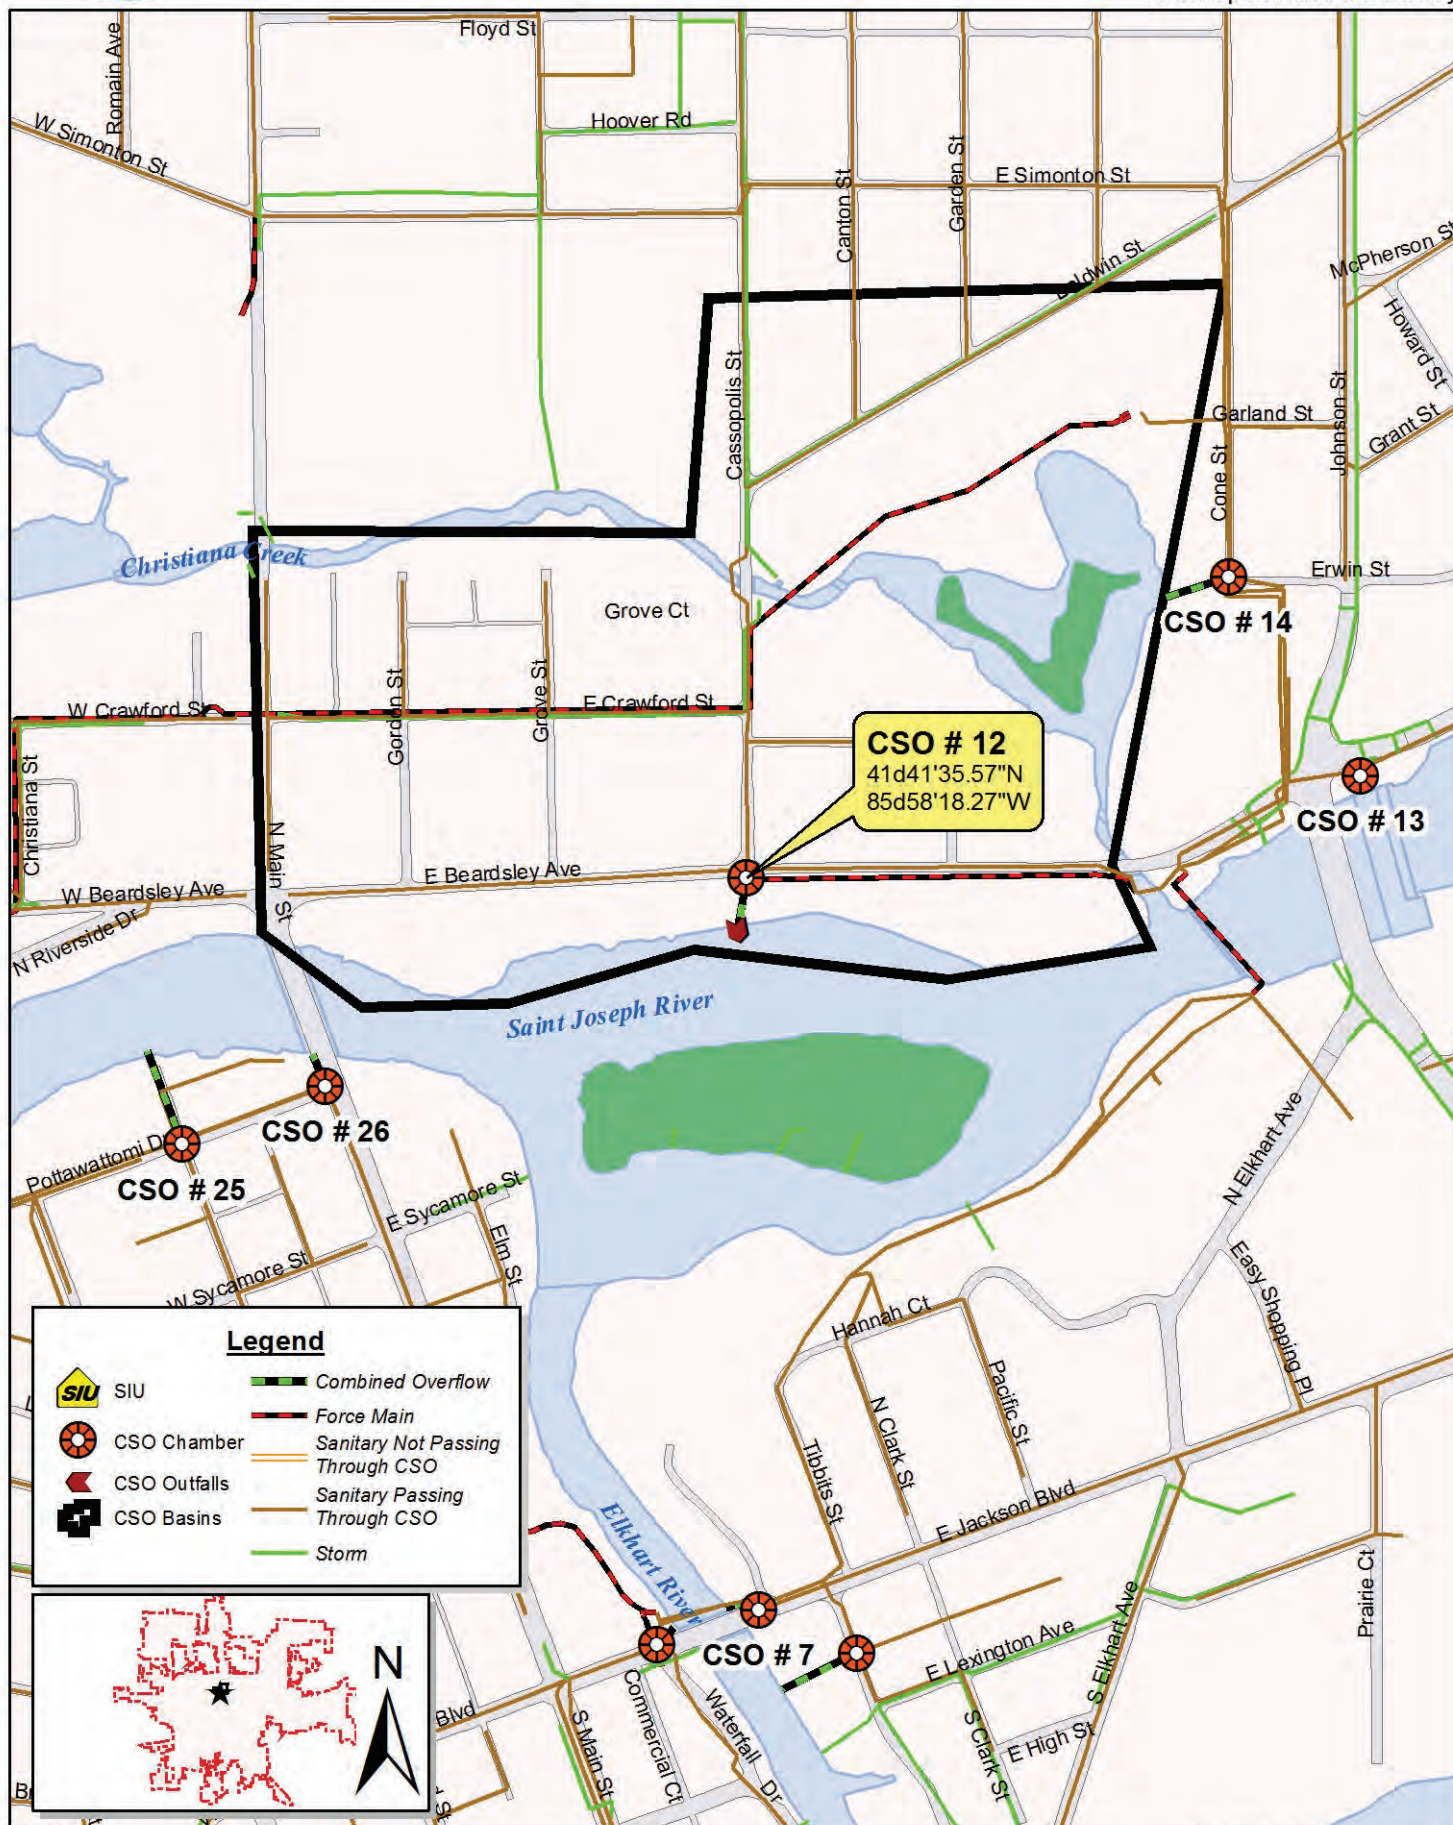 Floyd St
Romain Ave
Hoover Rd
W Simonton St
E Simonton St
Canton St
Garden St
McPherson St
Howard St
Cassopolis St
Johnson St
Garland St
Grant St
Cone St
Christiana Creek
Erwin St
Grove Ct
CSO # 14
Gordon St
Grove St
W Crawford St
E Crawford St
CSO # 12
41d41'35.57"N
85d58'18.27"W
Christiana St
N Main St
CSO # 13
E Beardsley Ave
W Beardsley Ave
N Riverside Dr
Saint Joseph River
CSO # 26
Pottawattomi D
CSO # 25
N Elkhart Ave
E Sycamore St
Elm St
W Sycamore St
Easy Shopping Pl
Hannah Ct
Pacific St
N Clark St
Tibbits St
E Jackson Blvd
Legend
SIU
SIU
CSO Chamber
CSO Outfalls
CSO Basins
Combined Overflow
Force Main
Sanitary Not Passing
Through CSO
Sanitary Passing
Through CSO
Storm
Elkhart River
Prairie Ct
CSO # 7
E Lexington Ave
S Elkhart Ave
N
Blvd
S Main St
Commercial Ct
Waterfall Dr
S Clark St
E High St
St